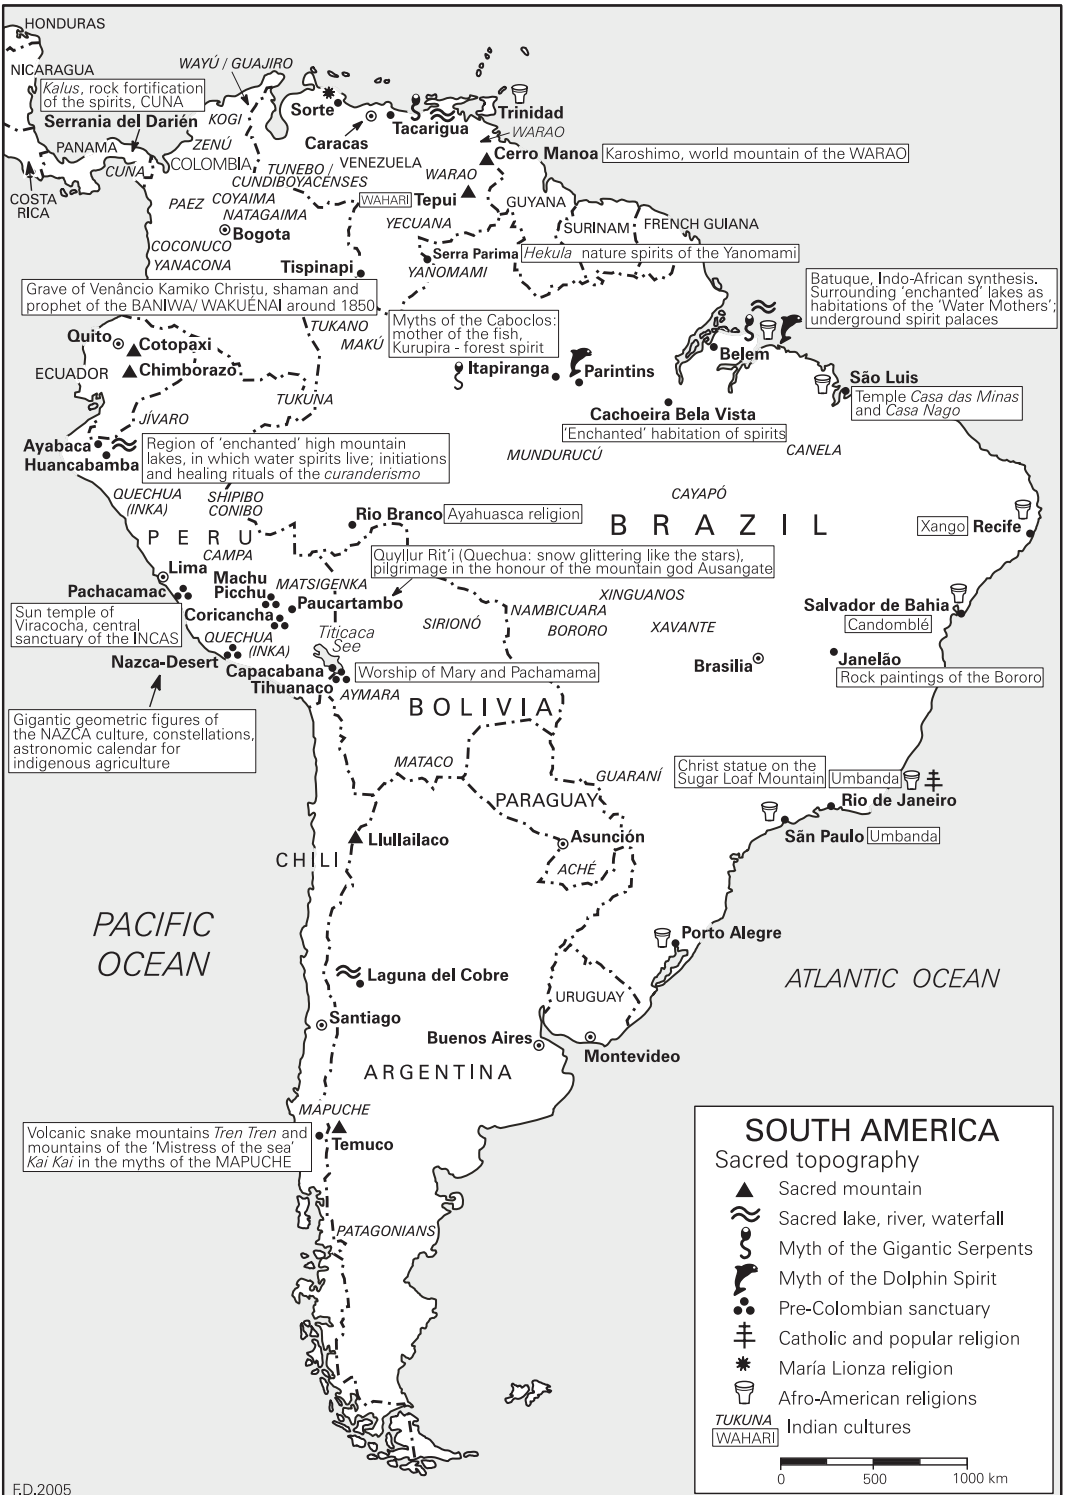 HONDURAS
NICARAGUA
WAYÚ / GUAJIRO
Kalus, rock fortification
of the spirits, CUNA
Serrania del Darién
KOGI
Sorte
Trinidad
Caracas
Tacarigua
WARAO
PANAMA
ZENÚ
COLOMBIA
CUNA
TUNEBO /
CUNDIBOYACENSES
VENEZUELA
Cerro Manoa
Karoshimo, world mountain of the WARAO
WARAO
COSTA
RICA
PAEZ
COYAIMA
NATAGAIMA
WAHARI
Tepui
GUYANA
YECUANA
SURINAM
FRENCH GUIANA
Bogota
COCONUCO
YANACONA
Serra Parima
Hekula nature spirits of the Yanomami
YANOMAMI
Tispinapi
Grave of Venâncio Kamiko Christu, shaman and
prophet of the BANIWA/ WAKUÉNAI around 1850
Batuque, Indo-African synthesis.
Surrounding 'enchanted' lakes as
habitations of the 'Water Mothers';
underground spirit palaces
Myths of the Caboclos:
mother of the fish,
Kurupira - forest spirit
TUKANO
MAKÚ
Quito
Cotopaxi
ECUADOR
Chimborazo
Itapiranga
Parintins
Belem
São Luis
Temple Casa das Minas
and Casa Nago
TUKUNA
Cachoeira Bela Vista
'Enchanted' habitation of spirits
JÍVARO
Ayabaca
Huancabamba
Region of 'enchanted' high mountain
lakes, in which water spirits live; initiations
and healing rituals of the curanderismo
MUNDURUCÚ
CANELA
QUECHUA
(INKA)
SHIPIBO
CONIBO
CAYAPÓ
Rio Branco
Ayahuasca religion
BRAZIL
Xango
Recife
PERU
CAMPA
Quyllur Rit'i (Quechua: snow glittering like the stars),
pilgrimage in the honour of the mountain god Ausangate
Lima
Pachacamac
Machu
Picchu
MATSIGENKA
Coricancha
Paucartambo
XINGUANOS
NAMBICUARA
Salvador de Bahia
Candomblé
Sun temple of
Viracocha, central
sanctuary of the INCAS
SIRIONÓ
BORORO
XAVANTE
QUECHUA
(INKA)
Titicaca
See
Nazca-Desert
Capacabana
Tihuanaco
Worship of Mary and Pachamama
AYMARA
Brasilia
Janelão
Rock paintings of the Bororo
BOLIVIA
Gigantic geometric figures of
the NAZCA culture, constellations,
astronomic calendar for
indigenous agriculture
MATACO
GUARANÍ
Christ statue on the
Sugar Loaf Mountain
Umbanda
Rio de Janeiro
PARAGUAY
Asunción
Sãn Paulo
Umbanda
Llullailaco
CHILI
ACHÉ
PACIFIC
OCEAN
Porto Alegre
Laguna del Cobre
ATLANTIC OCEAN
URUGUAY
Santiago
Buenos Aires
Montevideo
ARGENTINA
MAPUCHE
Volcanic snake mountains Tren Tren and
mountains of the 'Mistress of the sea'
Kai Kai in the myths of the MAPUCHE
Temuco
PATAGONIANS
SOUTH AMERICA
Sacred topography
Sacred mountain
Sacred lake, river, waterfall
Myth of the Gigantic Serpents
Myth of the Dolphin Spirit
Pre-Colombian sanctuary
Catholic and popular religion
María Lionza religion
Afro-American religions
TUKUNA
WAHARI
Indian cultures
0 500 1000 km
F.D.2005